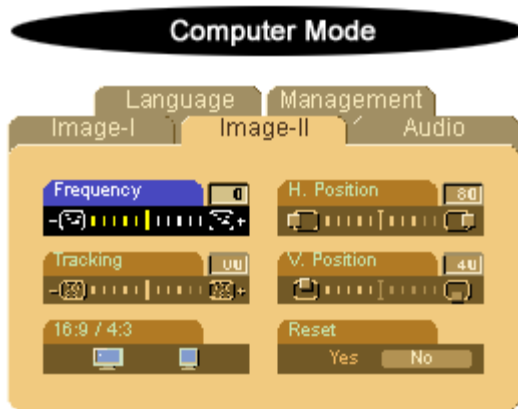 Computer Mode
Language Management
Image-I Image-II Audio
Frequency 0
H. Position 80
- +
Tracking 00
V. Position 40
- +
16:9 / 4:3
Reset
Yes No